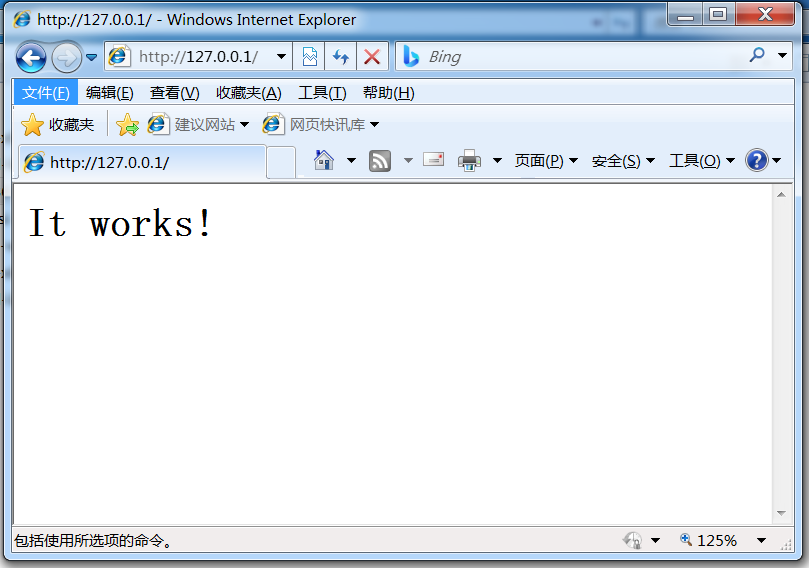 http://127.0.0.1/ - Windows Internet Explorer
http://127.0.0.1/ Bing
文件(F) 编辑(E) 查看(V) 收藏夹(A) 工具(T) 帮助(H)
收藏夹 建议网站 网页快讯库
http://127.0.0.1/ 页面(P) 安全(S) 工具(O)
It works!
包括使用所选项的命令。 125%